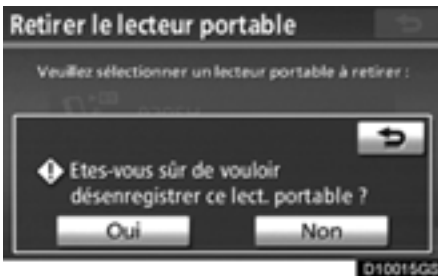 Retirer le lecteur portable
Veuillez sélectionner un lecteur portable à retirer :
Etes-vous sûr de vouloir
désenregistrer ce lect. portable ?
Oui
Non
D10015GS